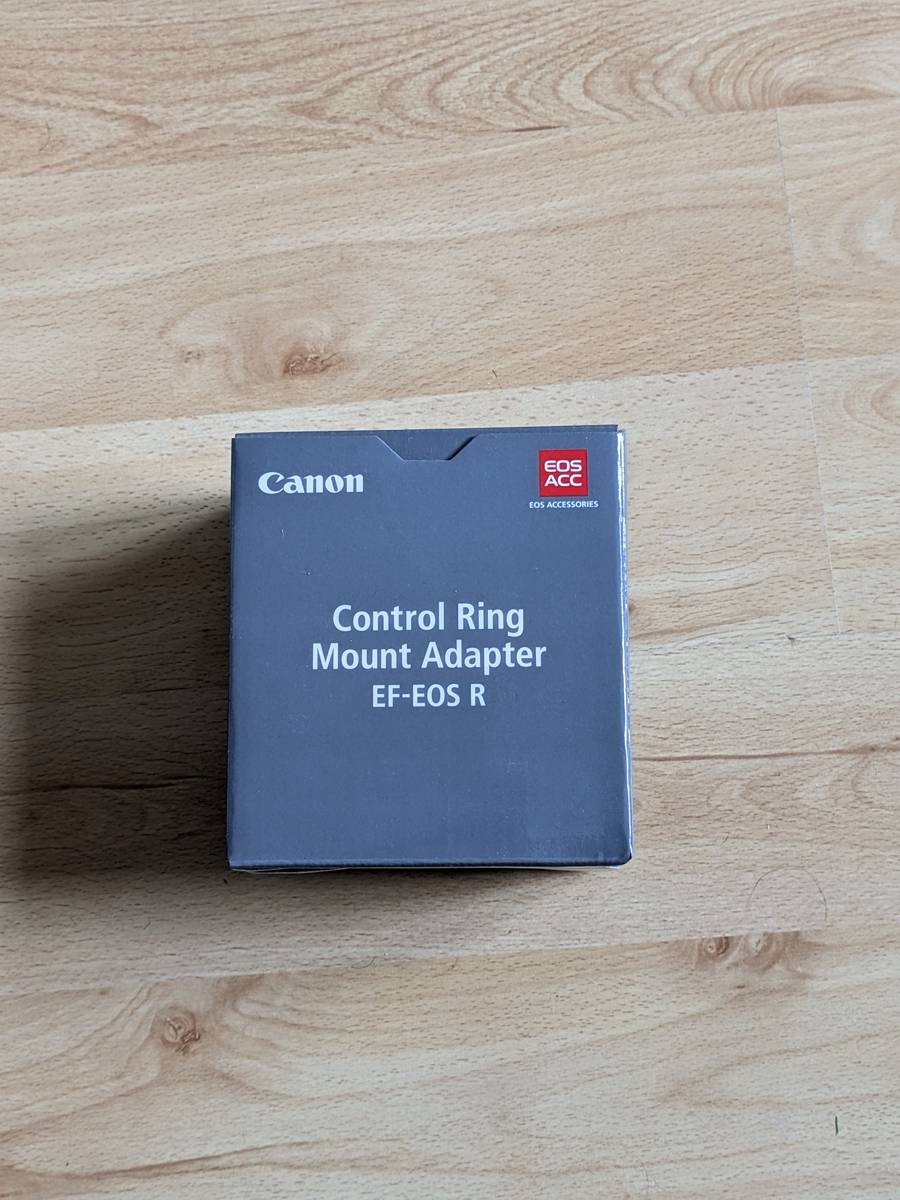 Canon
EOS
ACC
EOS ACCESSORIES
Control Ring
Mount Adapter
EF-EOS R